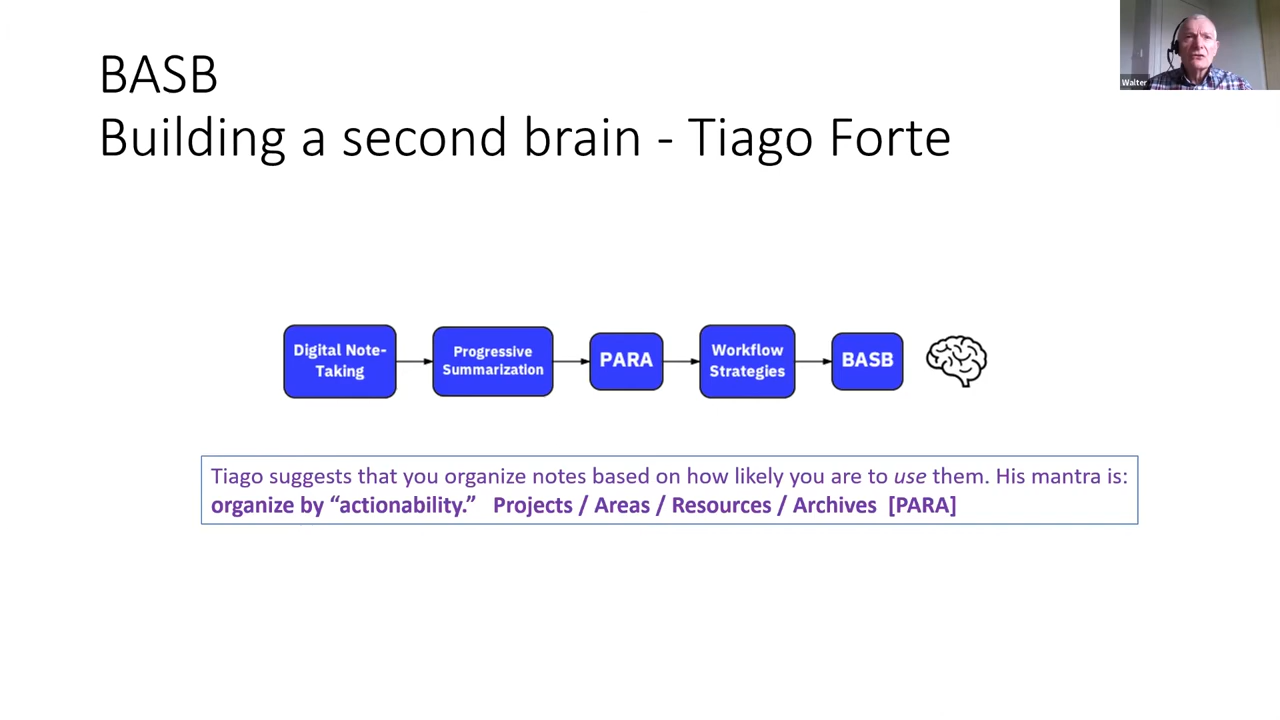 BASB
Building a second brain - Tiago Forte
Walter
Digital Note-
Taking
Progressive
Summarization
PARA
Workflow
Strategies
BASB
Tiago suggests that you organize notes based on how likely you are to use them. His mantra is:
organize by “actionability.” Projects / Areas / Resources / Archives [PARA]